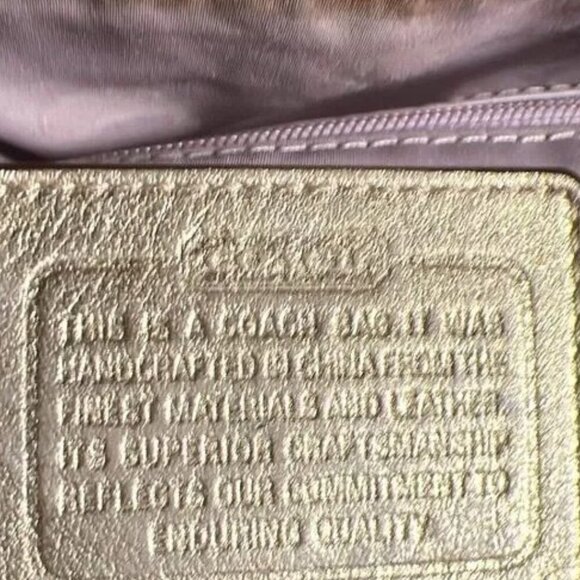 COACH
THIS IS A COACH BAG. IT WAS
HANDCRAFTED IN CHINA FROM THE
FINEST MATERIALS AND LEATHER.
ITS SUPERIOR CRAFTSMANSHIP
REFLECTS OUR COMMITMENT TO
ENDURING QUALITY.